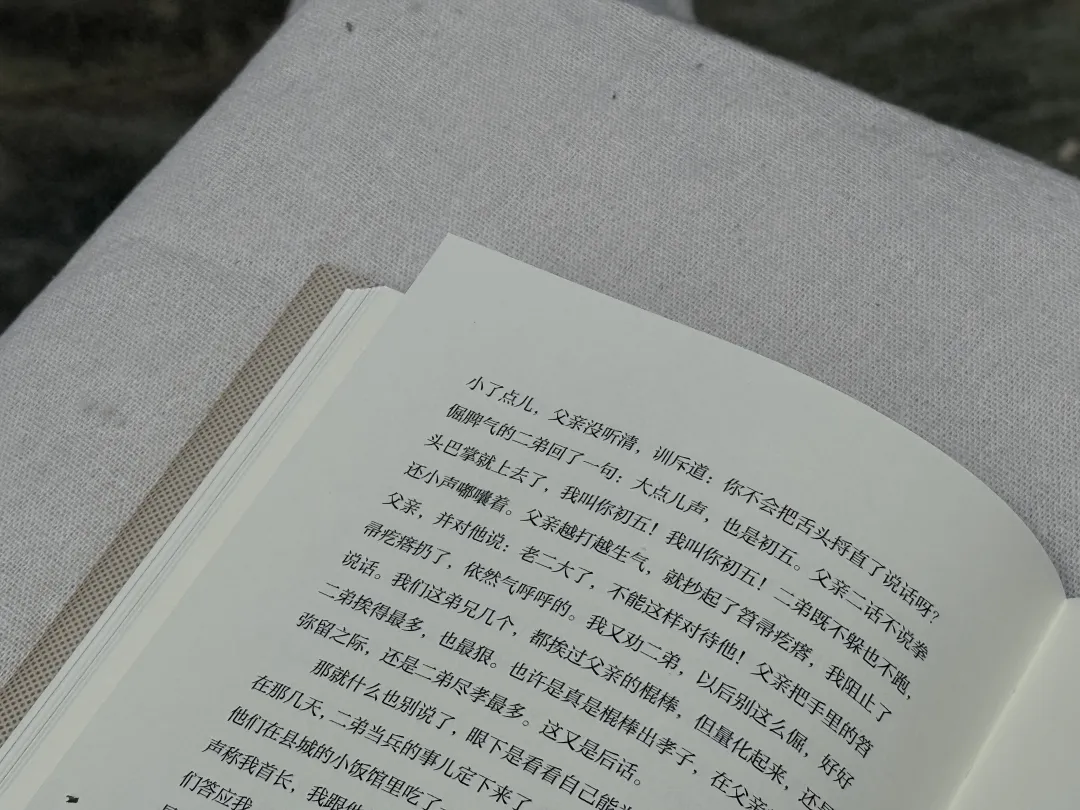 小了点儿，父亲没听清，训斥道：你不会把舌头捋直了说话呀？
倔脾气的二弟回了一句：大点儿声，也是初五。父亲二话不说拳
头巴掌就上去了，我叫你初五！我叫你初五！二弟既不躲也不跑，
还小声嘟囔着。父亲越打越生气，就抄起了笤帚疙瘩，我阻止了
父亲，并对他说：老二大了，不能这样对待他！父亲把手里的笤
帚疙瘩扔了，依然气呼呼的。我又劝二弟，以后别这么倔，好好
说话。我们这弟兄几个，都挨过父亲的棍棒，但量化起来，还是
二弟挨得最多，也最狠。也许是真是棍棒出孝子，在父亲
弥留之际，还是二弟尽孝最多。这又是后话。
那就什么也别说了，眼下是看看自己能
在那几天，二弟当兵的事儿定下来了
他们在县城的小饭馆里吃了
声称我首长，我跟他
们答应我